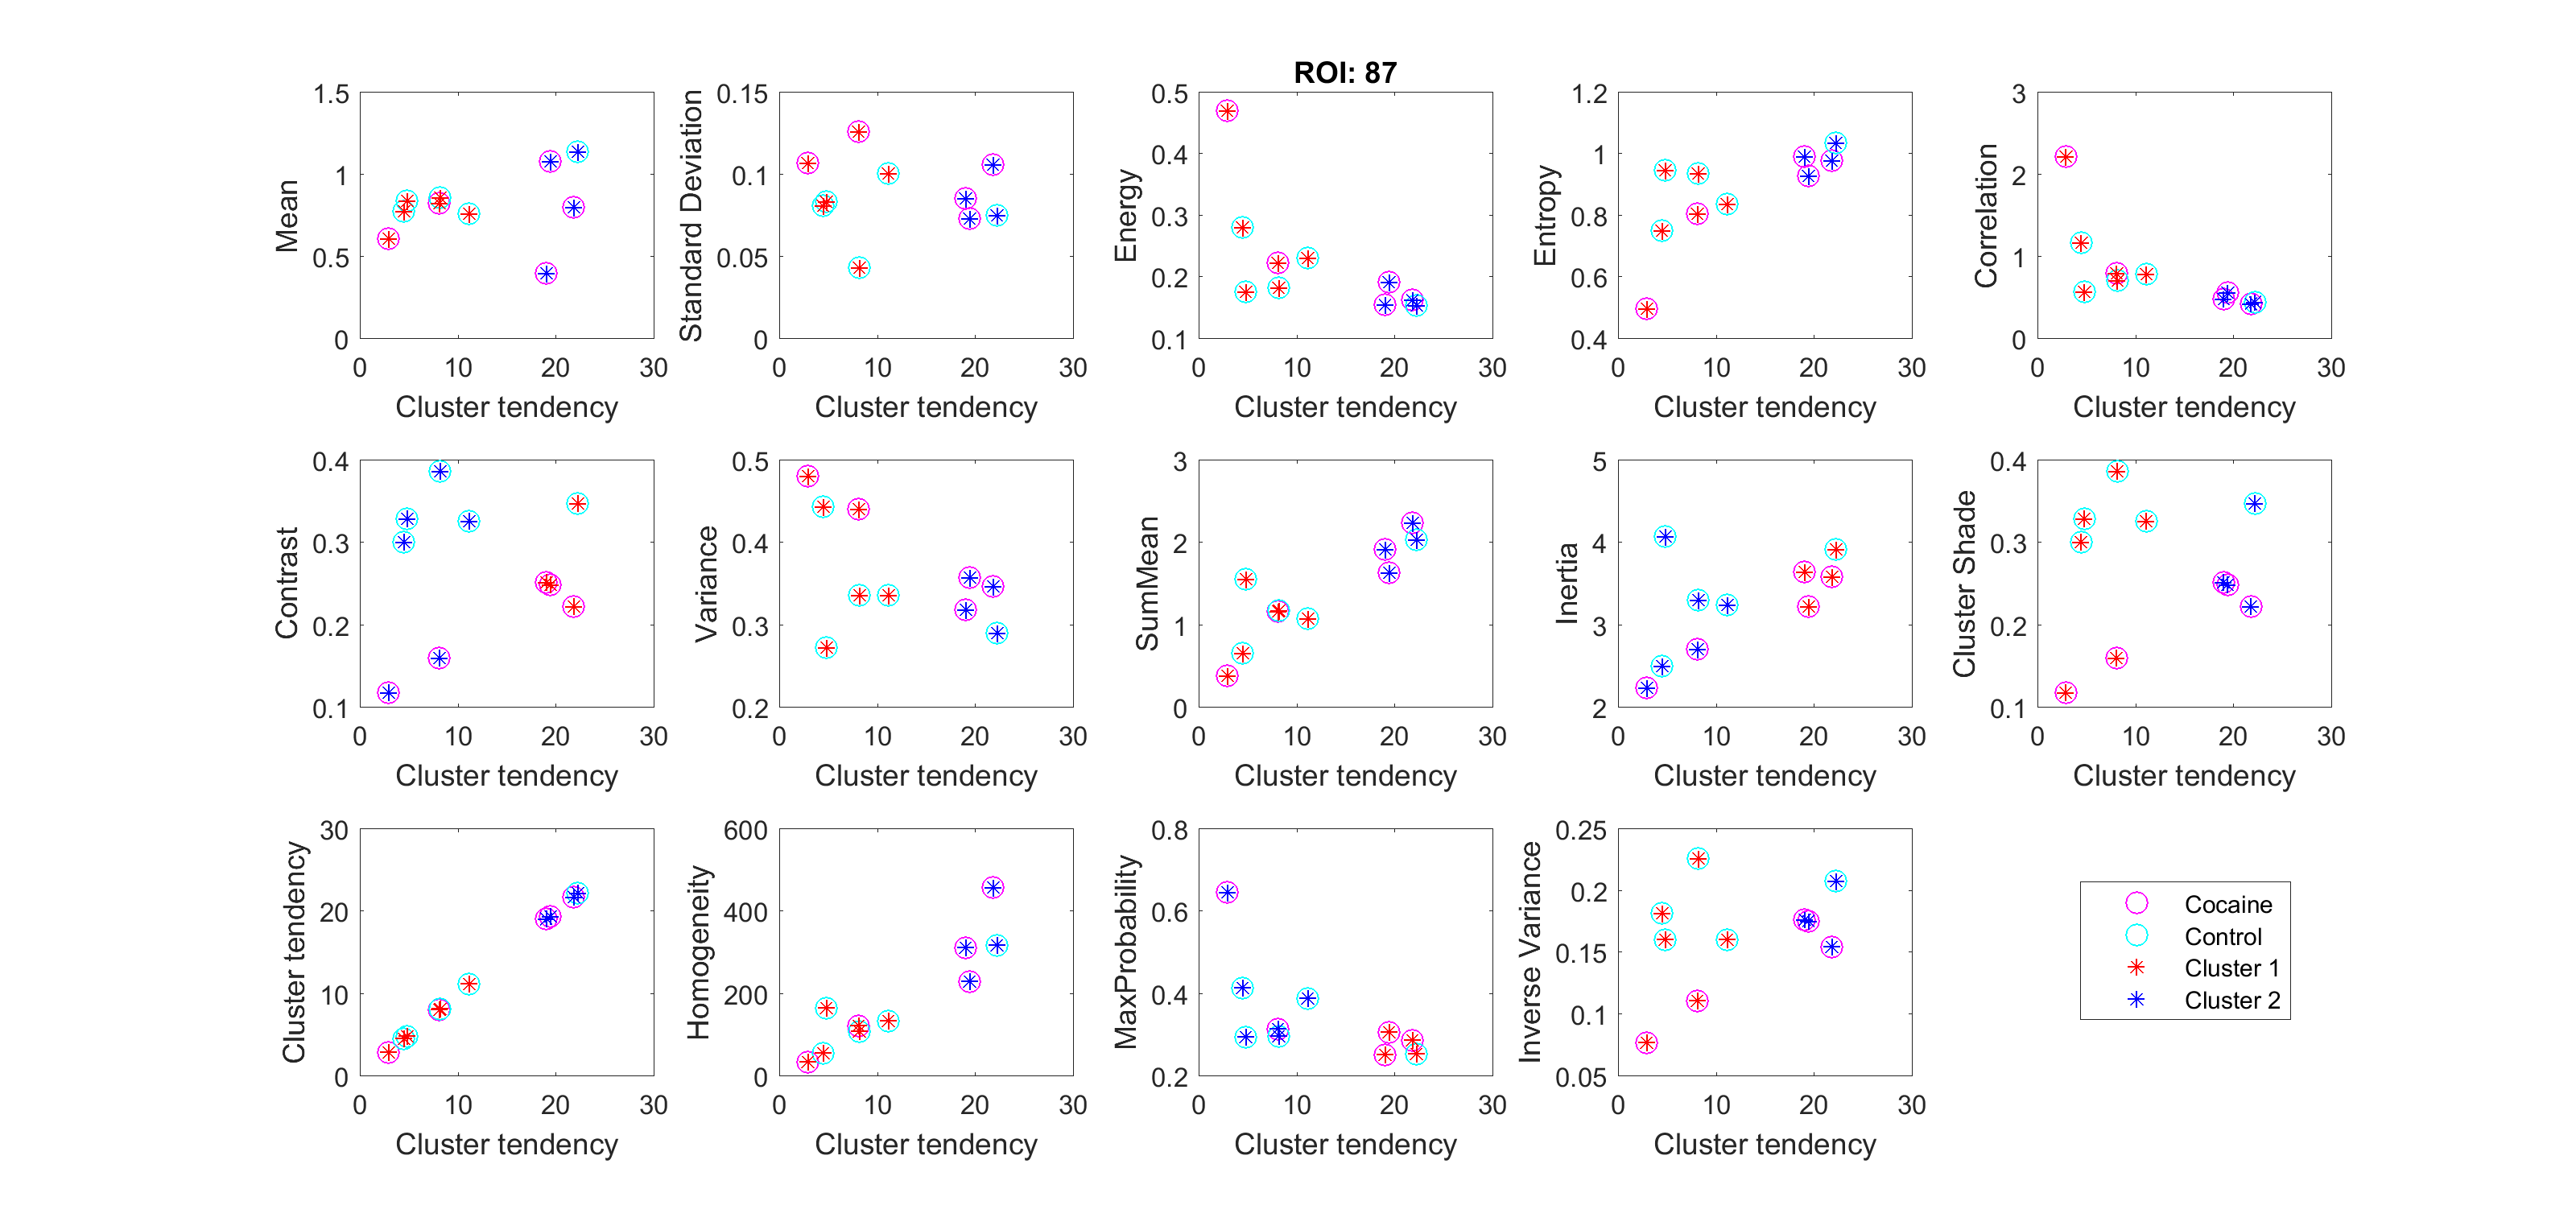 ROI: 87
1.5
1
0.5
0
Mean
0 10 20 30
Cluster tendency
0.15
0.1
0.05
0
Standard Deviation
0 10 20 30
Cluster tendency
0.5
0.4
0.3
0.2
0.1
Energy
0 10 20 30
Cluster tendency
1.2
1
0.8
0.6
0.4
Entropy
0 10 20 30
Cluster tendency
3
2
1
0
Correlation
0 10 20 30
Cluster tendency
0.4
0.3
0.2
0.1
Contrast
0 10 20 30
Cluster tendency
0.5
0.4
0.3
0.2
Variance
0 10 20 30
Cluster tendency
3
2
1
0
SumMean
0 10 20 30
Cluster tendency
5
4
3
2
Inertia
0 10 20 30
Cluster tendency
0.4
0.3
0.2
0.1
Cluster Shade
0 10 20 30
Cluster tendency
30
20
10
0
Cluster tendency
0 10 20 30
Cluster tendency
600
400
200
0
Homogeneity
0 10 20 30
Cluster tendency
0.8
0.6
0.4
0.2
MaxProbability
0 10 20 30
Cluster tendency
0.25
0.2
0.15
0.1
0.05
Inverse Variance
0 10 20 30
Cluster tendency
Cocaine
Control
Cluster 1
Cluster 2